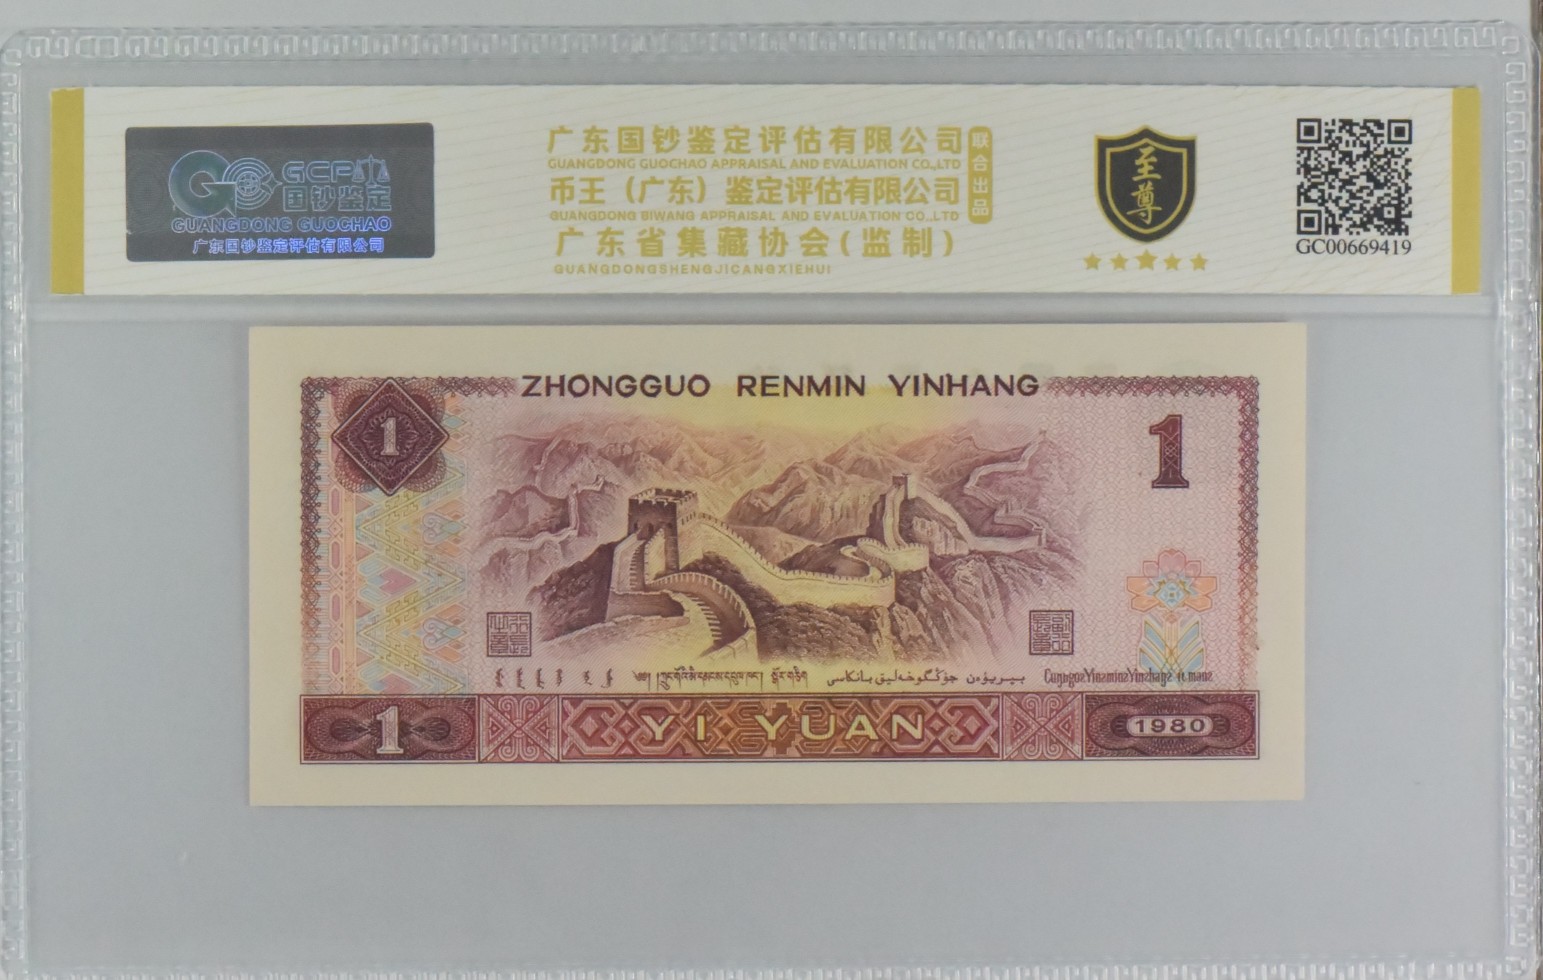 GCP
国钞鉴定
GUANGDONG GUOCHAO
广东国钞鉴定评估有限公司
广东国钞鉴定评估有限公司
GUANGDONG GUOCHAO APPRAISAL AND EVALUATION CO.,LTD
币王（广东）鉴定评估有限公司
GUANGDONG BIWANG APPRAISAL AND EVALUATION CO.,LTD
广东省集藏协会(监制)
GUANGDONGSHENGJICANGXIEHUI
联合出品
至尊
GC00669419
ZHONGGUO RENMIN YINHANG
1
1
1
YI YUAN
1980